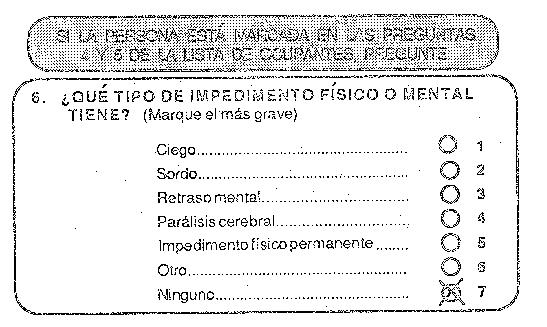 SI LA PERSONA ESTÁ MARCADA EN LAS PREGUNTAS
4 Y 5 DE LA LISTA DE OCUPANTES, PREGUNTE
6. ¿QUÉ TIPO DE IMPEDIMENTO FÍSICO O MENTAL
TIENE? (Marque el más grave)
Ciego 1
Sordo 2
Retraso mental 3
Parálisis cerebral 4
Impedimento físico permanente 5
Otro 6
Ninguno 7